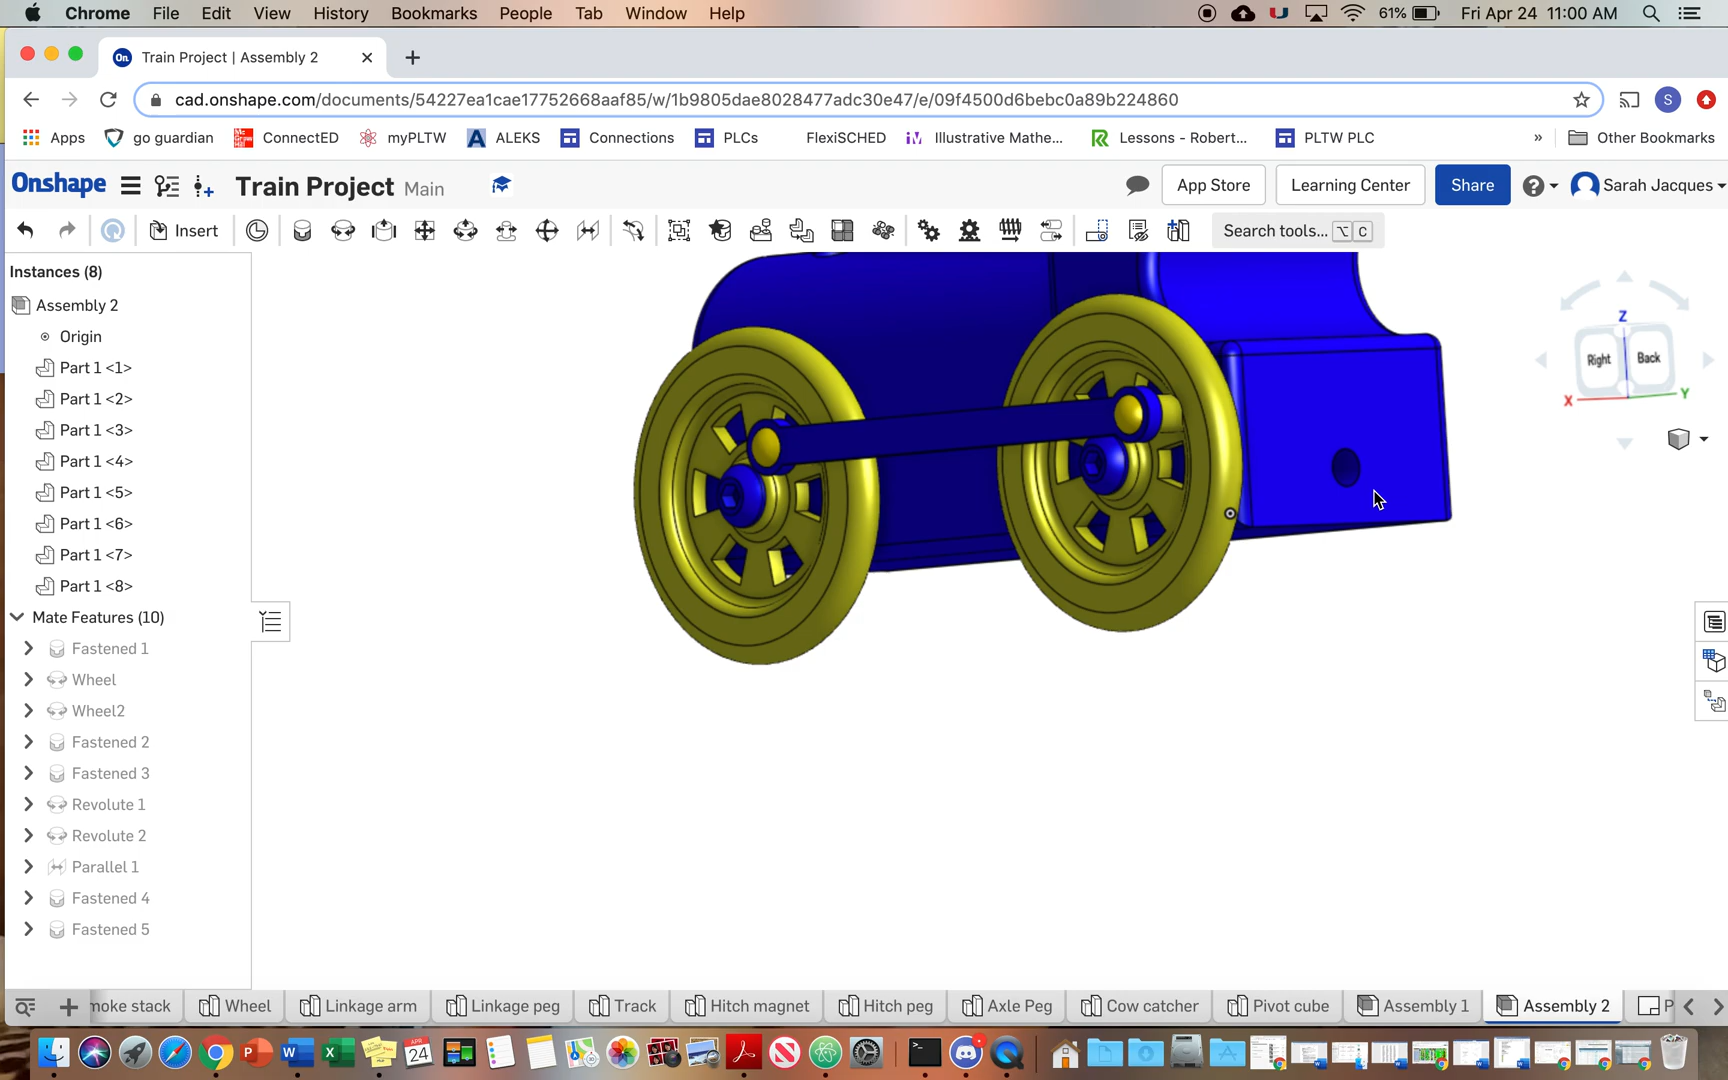 Chrome File Edit View History Bookmarks People Tab Window Help 61% Fri Apr 24 11:00 AM
Train Project | Assembly 2
cad.onshape.com/documents/54227ea1cae17752668aaf85/w/1b9805dae8028477adc30e47/e/09f4500d6bebc0a89b224860 S
Apps go guardian ConnectED myPLTW ALEKS Connections PLCs FlexiSCHED Illustrative Mathe... Lessons - Robert... PLTW PLC » Other Bookmarks
Onshape Train Project Main App Store Learning Center Share Sarah Jacques
Insert Search tools... ⌥ C
Instances (8)
Assembly 2
Origin
Part 1 <1>
Part 1 <2>
Part 1 <3>
Part 1 <4>
Part 1 <5>
Part 1 <6>
Part 1 <7>
Part 1 <8>
Mate Features (10)
Fastened 1
Wheel
Wheel2
Fastened 2
Fastened 3
Revolute 1
Revolute 2
Parallel 1
Fastened 4
Fastened 5
Z
Right Back
X Y
moke stack Wheel Linkage arm Linkage peg Track Hitch magnet Hitch peg Axle Peg Cow catcher Pivot cube Assembly 1 Assembly 2 P